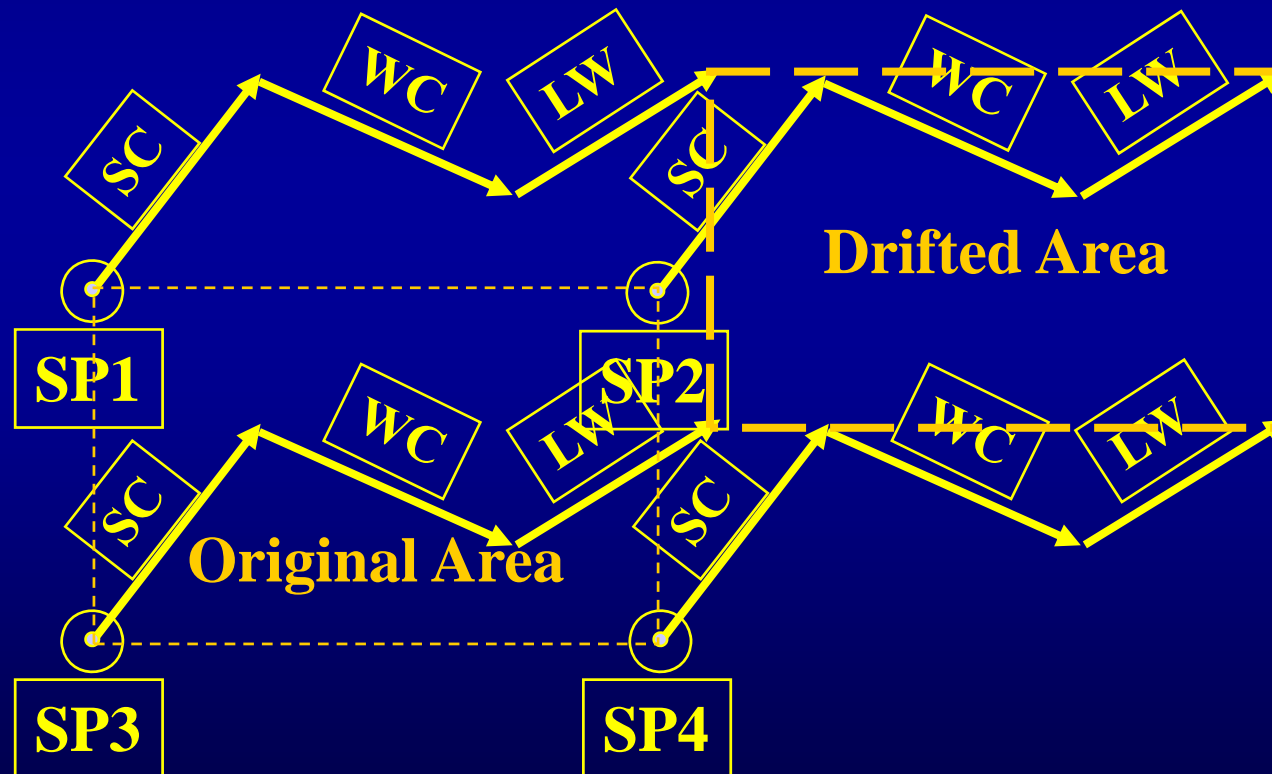 SC
WC
LW
SC
WC
LW
Drifted Area
SP1
SP2
SC
WC
LW
SC
WC
LW
Original Area
SP3
SP4